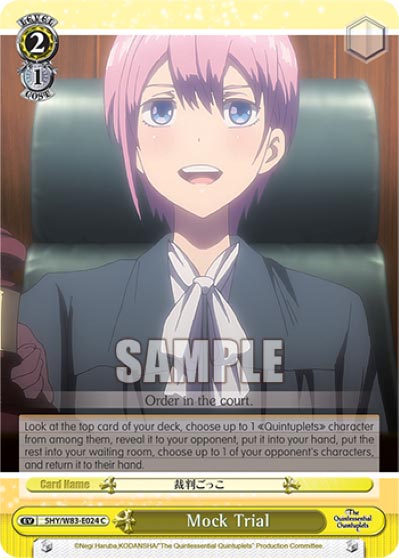 LEVEL
2
1
COST
SAMPLE
Order in the court.
Look at the top card of your deck, choose up to 1 ≪Quintuplets≫ character
from among them, reveal it to your opponent, put it into your hand, put the
rest into your waiting room, choose up to 1 of your opponent's characters,
and return it to their hand.
Card Name 裁判ごっこ
EV 5HY/W83-E024 C
Mock Trial
The
Quintessential
Quintuplets
©Negi Haruba,KODANSHA/"The Quintessential Quintuplets" Production Committee.